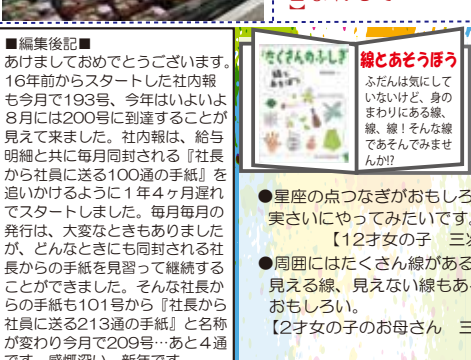 ■編集後記■
あけましておめでとうございます。
16年前からスタートした社内報
も今月で193号、今年はいよいよ
８月には200号に到達することが
見えて来ました。社内報は、給与
明細と共に毎月同封される『社長
から社員に送る100通の手紙』を
追いかけるように１年４ヶ月遅れ
でスタートしました。毎月毎月の
発行は、大変なときもありました
が、どんなときにも同封される社
長からの手紙を見習って継続する
ことができました。そんな社長か
らの手紙も101号から『社長から
社員に送る213通の手紙』と名称
が変わり今月で209号…あと４通
です。感慨深い、新年です。
たくさんのふしぎ
線とあそぼう
線とあそぼう
ふだんは気にして
いないけど、身の
まわりにある線、
線、線！そんな線
であそんでみませ
んか!?
●星座の点つなぎがおもしろ
実さいにやってみたいです。
【12才女の子　三
●周囲にはたくさん線がある
見える線、見えない線もあ
おもしろい。
【2才女の子のお母さん　三